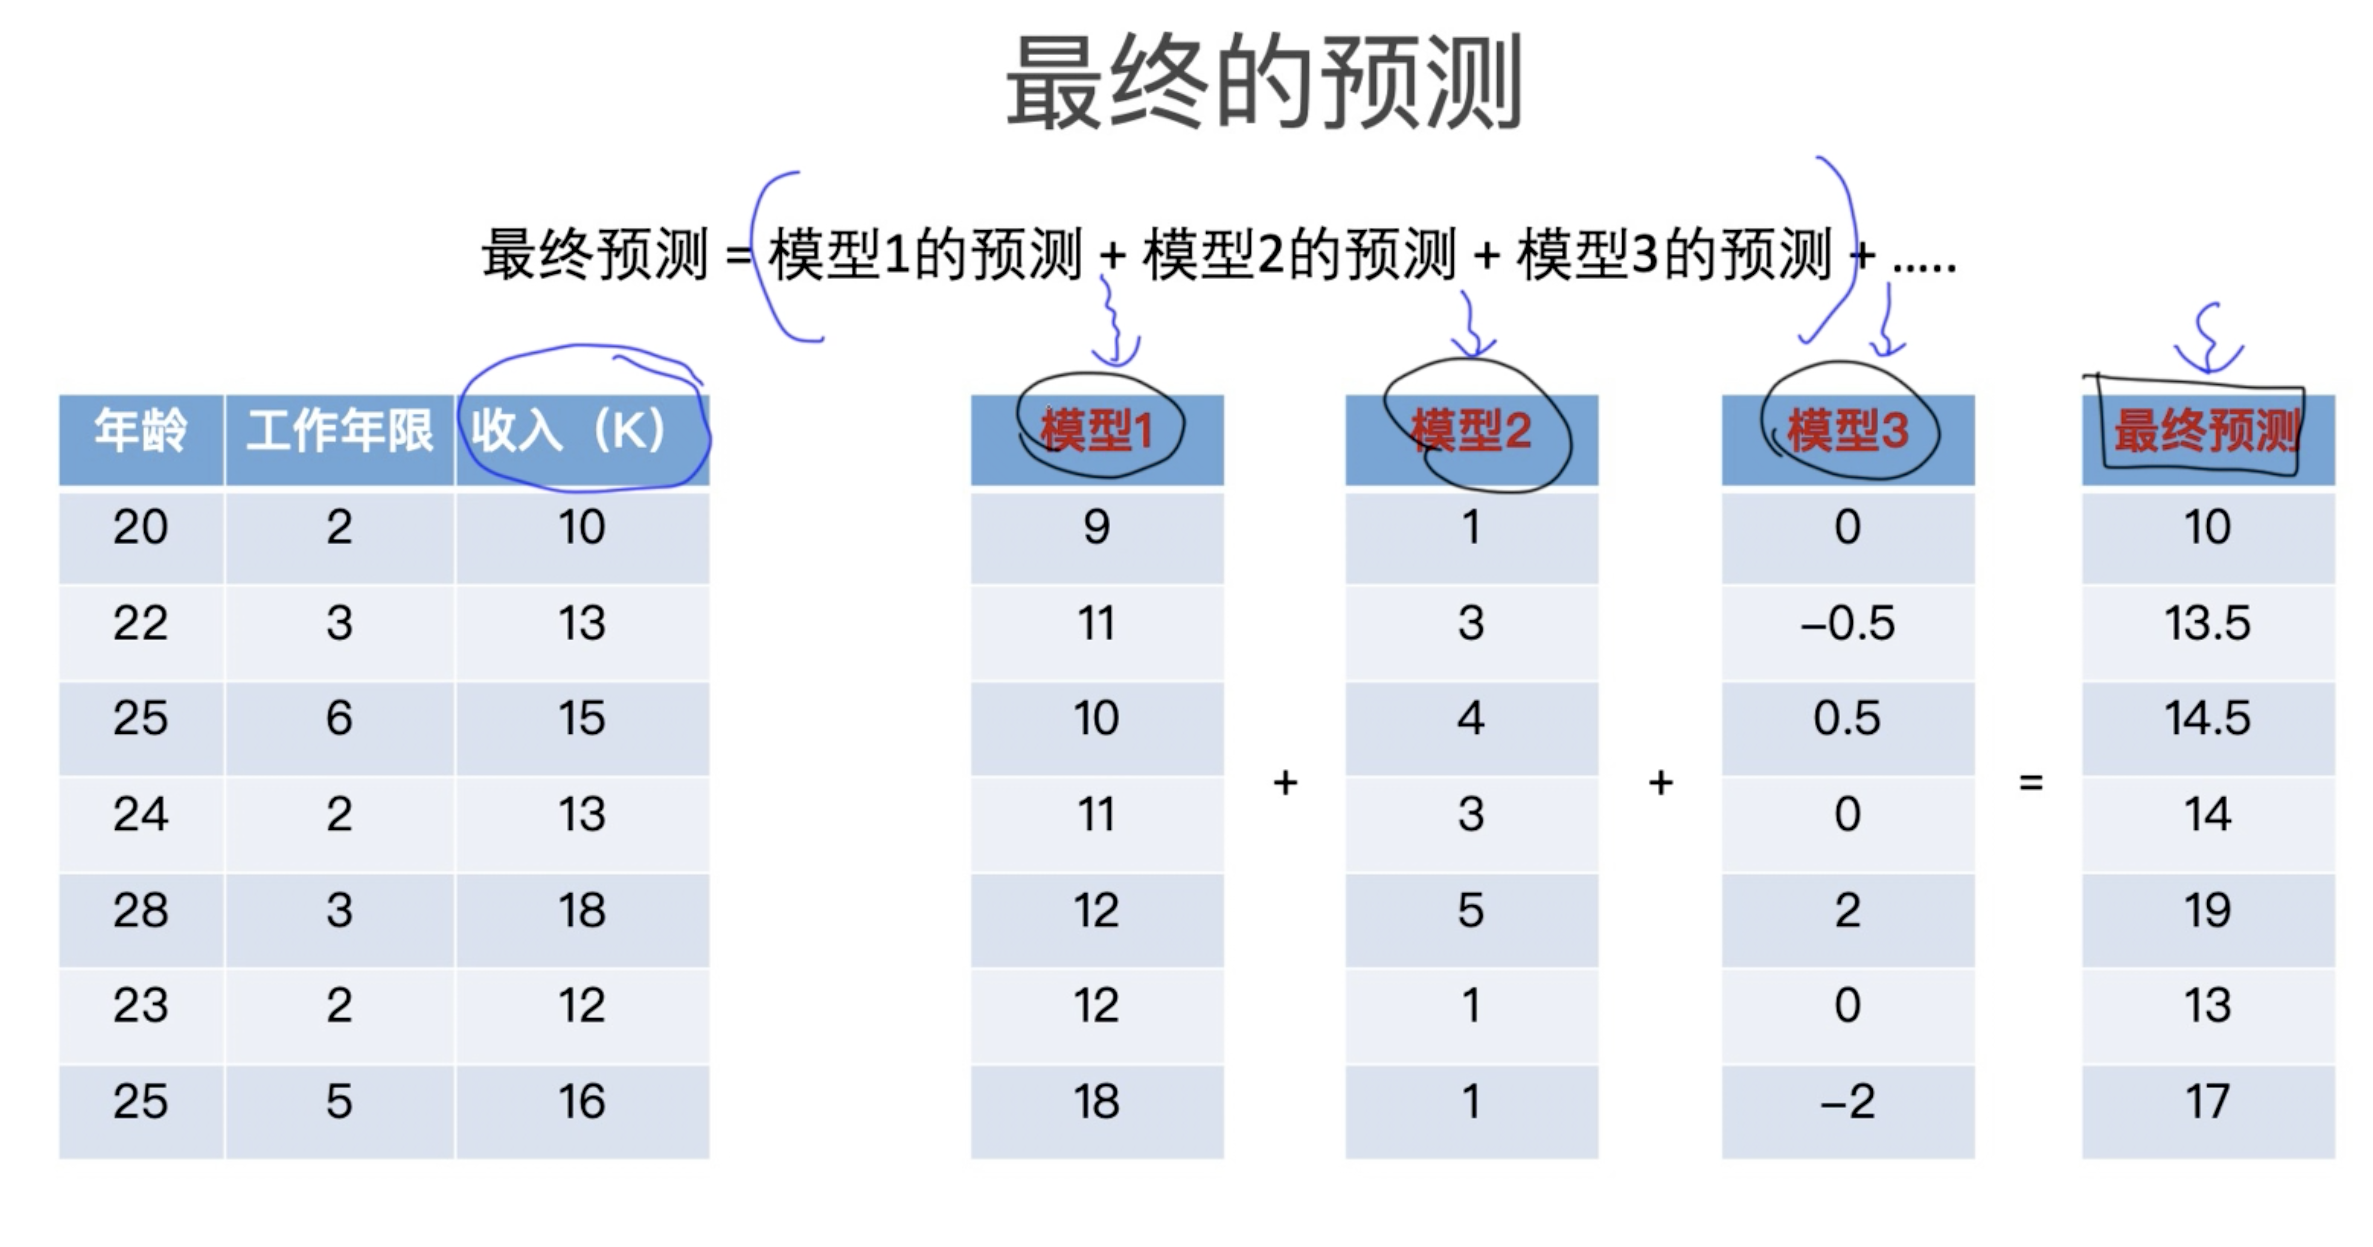 最终的预测
最终预测 = 模型1的预测 + 模型2的预测 + 模型3的预测 + .....
年龄 工作年限 收入（K） 模型1 模型2 模型3 最终预测
20 2 10 9 1 0 10
22 3 13 11 3 –0.5 13.5
25 6 15 10 4 0.5 14.5
24 2 13 11 3 0 14
+ + =
28 3 18 12 5 2 19
23 2 12 12 1 0 13
25 5 16 18 1 –2 17